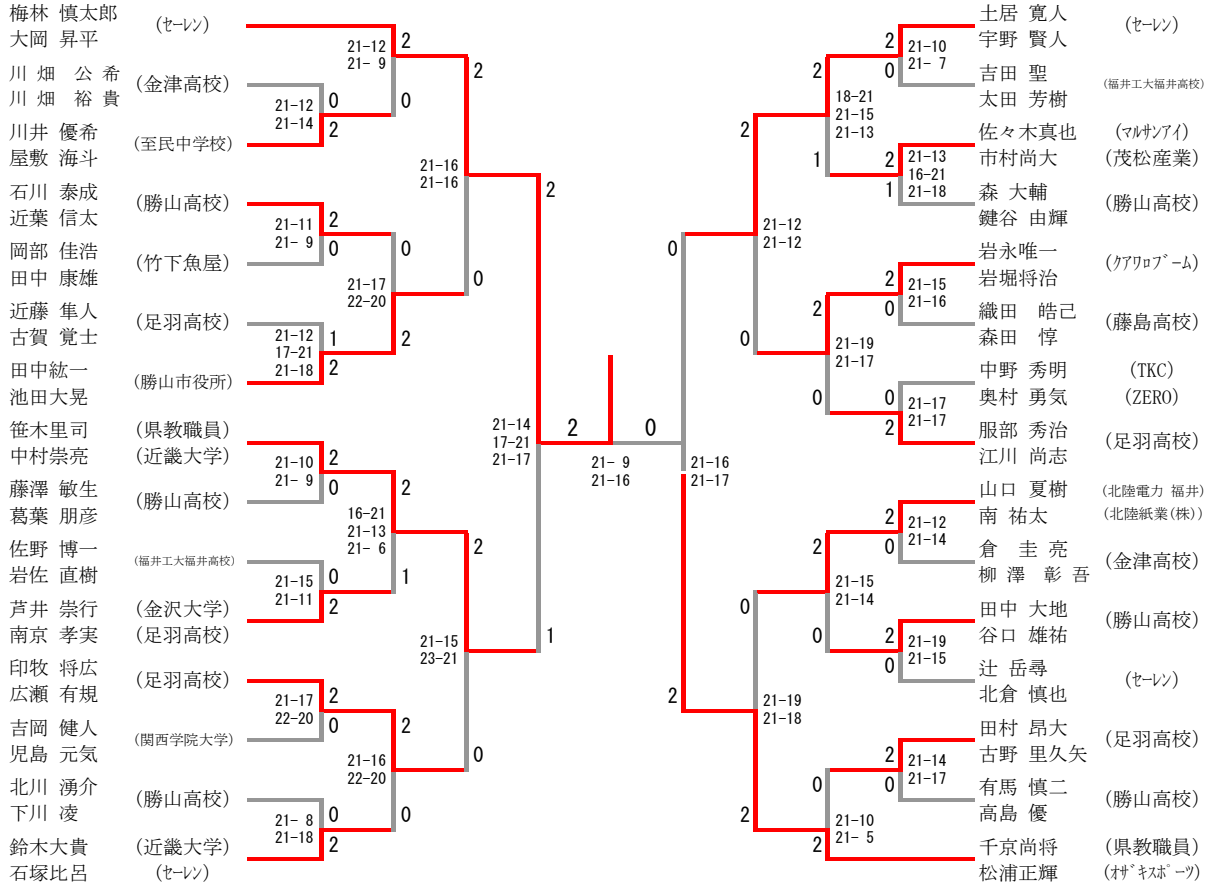 梅林 慎太郎
大岡 昇平
(セーレン)
川畑 公希
川畑 裕貴
(金津高校)
川井 優希
屋敷 海斗
(至民中学校)
石川 泰成
近葉 信太
(勝山高校)
岡部 佳浩
田中 康雄
(竹下魚屋)
近藤 隼人
古賀 覚士
(足羽高校)
田中紘一
池田大晃
(勝山市役所)
笹木里司 (県教職員)
中村崇亮 (近畿大学)
藤澤 敏生
葛葉 朋彦
(勝山高校)
佐野 博一
岩佐 直樹
(福井工大福井高校)
芦井 崇行 (金沢大学)
南京 孝実 (足羽高校)
印牧 将広
広瀬 有規
(足羽高校)
吉岡 健人
児島 元気
(関西学院大学)
北川 湧介
下川 凌
(勝山高校)
鈴木大貴 (近畿大学)
石塚比呂 (セーレン)
21-12
21-14
0
2
21-11
21- 9
2
0
21-12
17-21
21-18
1
2
21-10
21- 9
2
0
21-15
21-11
0
2
21-17
22-20
2
0
21- 8
21-18
0
2
21-12
21- 9
2
0
21-17
22-20
0
2
16-21
21-13
21- 6
2
1
21-16
22-20
2
0
21-16
21-16
2
0
21-15
23-21
2
0
21-14
17-21
21-17
2
1
2
0
21- 9
21-16
0
2
21-16
21-17
2
0
21-12
21-12
0
2
21-19
21-18
2
1
18-21
21-15
21-13
2
0
21-19
21-17
2
0
21-15
21-14
0
2
21-10
21- 5
2
0
21-10
21- 7
2
1
21-13
16-21
21-18
2
0
21-15
21-16
0
2
21-17
21-17
2
0
21-12
21-14
2
0
21-19
21-15
2
0
21-14
21-17
土居 寛人
宇野 賢人
(セーレン)
吉田 聖
太田 芳樹
(福井工大福井高校)
佐々木真也 (マルサンアイ)
市村尚大 (茂松産業)
森 大輔
鍵谷 由輝
(勝山高校)
岩永唯一
岩堀将治
(クアワロブーム)
織田 皓己
森田 惇
(藤島高校)
中野 秀明 (TKC)
奥村 勇気 (ZERO)
服部 秀治
江川 尚志
(足羽高校)
山口 夏樹 (北陸電力 福井)
南 祐太 (北陸紙業(株))
倉 圭亮
柳澤 彰吾
(金津高校)
田中 大地
谷口 雄祐
(勝山高校)
辻 岳尋
北倉 慎也
(セーレン)
田村 昂大
古野 里久矢
(足羽高校)
有馬 慎二
高島 優
(勝山高校)
千京尚将 (県教職員)
松浦正輝 (オザキスポーツ)